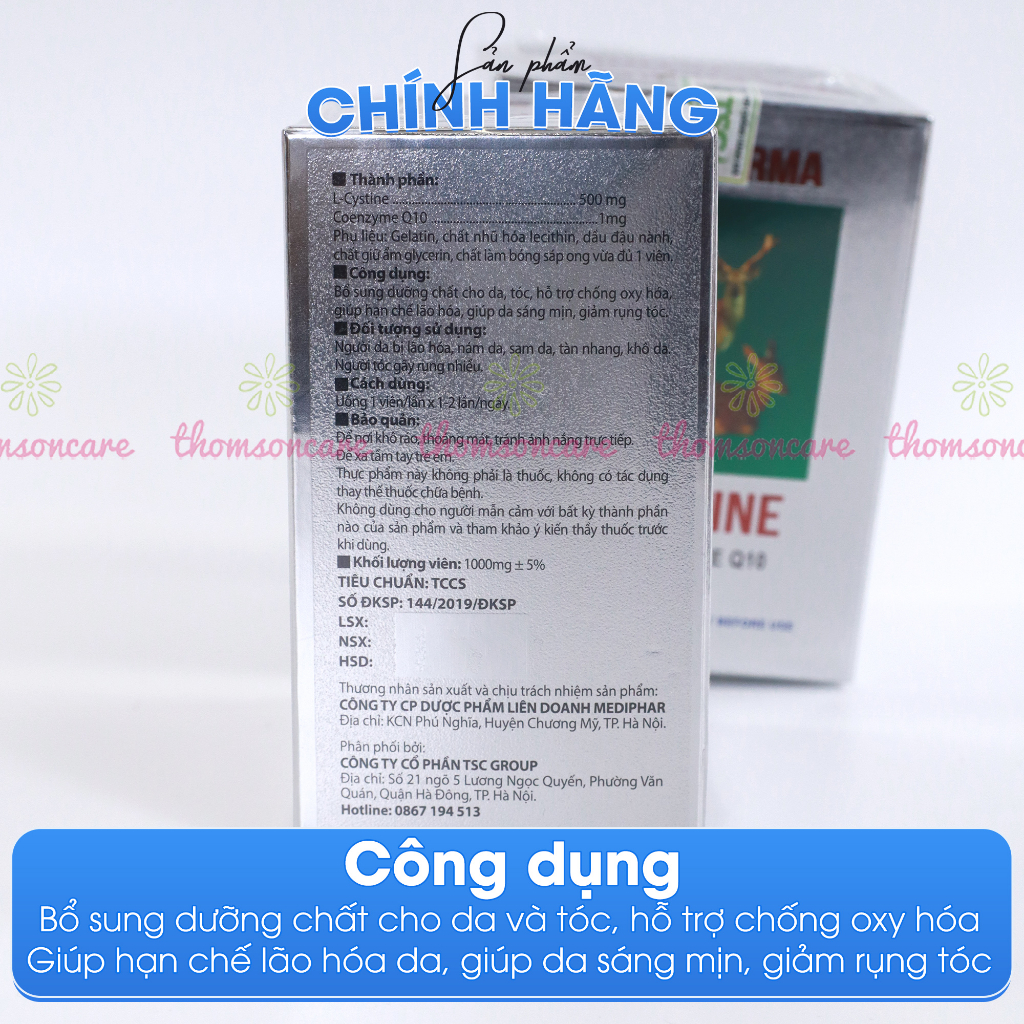 Sản phẩm
CHÍNH HÃNG
Thành phần:
L-Cystine ........ 500 mg
Coenzyme Q10 ........ 1mg
Phụ liệu: Gelatin, chất nhũ hóa lecithin, dầu đậu nành,
chất giữ ẩm glycerin, chất làm bóng sáp ong vừa đủ 1 viên.
Công dụng:
Bổ sung dưỡng chất cho da, tóc, hỗ trợ chống oxy hóa,
giúp hạn chế lão hóa da, giúp da sáng mịn, giảm rụng tóc.
Đối tượng sử dụng:
Người da bị lão hóa, nám da, sạm da, tàn nhang, khô da.
Người tóc gãy rụng nhiều.
Cách dùng:
Uống 1 viên/lần x 1-2 lần/ngày
Bảo quản:
Để nơi khô ráo, thoáng mát, tránh ánh nắng trực tiếp.
Để xa tầm tay trẻ em.
Thực phẩm này không phải là thuốc, không có tác dụng
thay thế thuốc chữa bệnh.
Không dùng cho người mẫn cảm với bất kỳ thành phần
nào của sản phẩm và tham khảo ý kiến thầy thuốc trước
khi dùng.
Khối lượng viên: 1000mg ± 5%
TIÊU CHUẨN: TCCS
SỐ ĐKSP: 144/2019/ĐKSP
LSX:
NSX:
HSD:
Thương nhân sản xuất và chịu trách nhiệm sản phẩm:
CÔNG TY CP DƯỢC PHẨM LIÊN DOANH MEDIPHAR
Địa chỉ: KCN Phú Nghĩa, Huyện Chương Mỹ, TP. Hà Nội.
Phân phối bởi:
CÔNG TY CỔ PHẦN TSC GROUP
Địa chỉ: Số 21 ngõ 5 Lương Ngọc Quyến, Phường Văn
Quán, Quận Hà Đông, TP. Hà Nội.
Hotline: 0867 194 513
RMA
INE
E Q10
BEFORE USE
thomsoncare thomsoncare thomsoncare thomsoncare thomsoncare
Công dụng
Bổ sung dưỡng chất cho da và tóc, hỗ trợ chống oxy hóa
Giúp hạn chế lão hóa da, giúp da sáng mịn, giảm rụng tóc